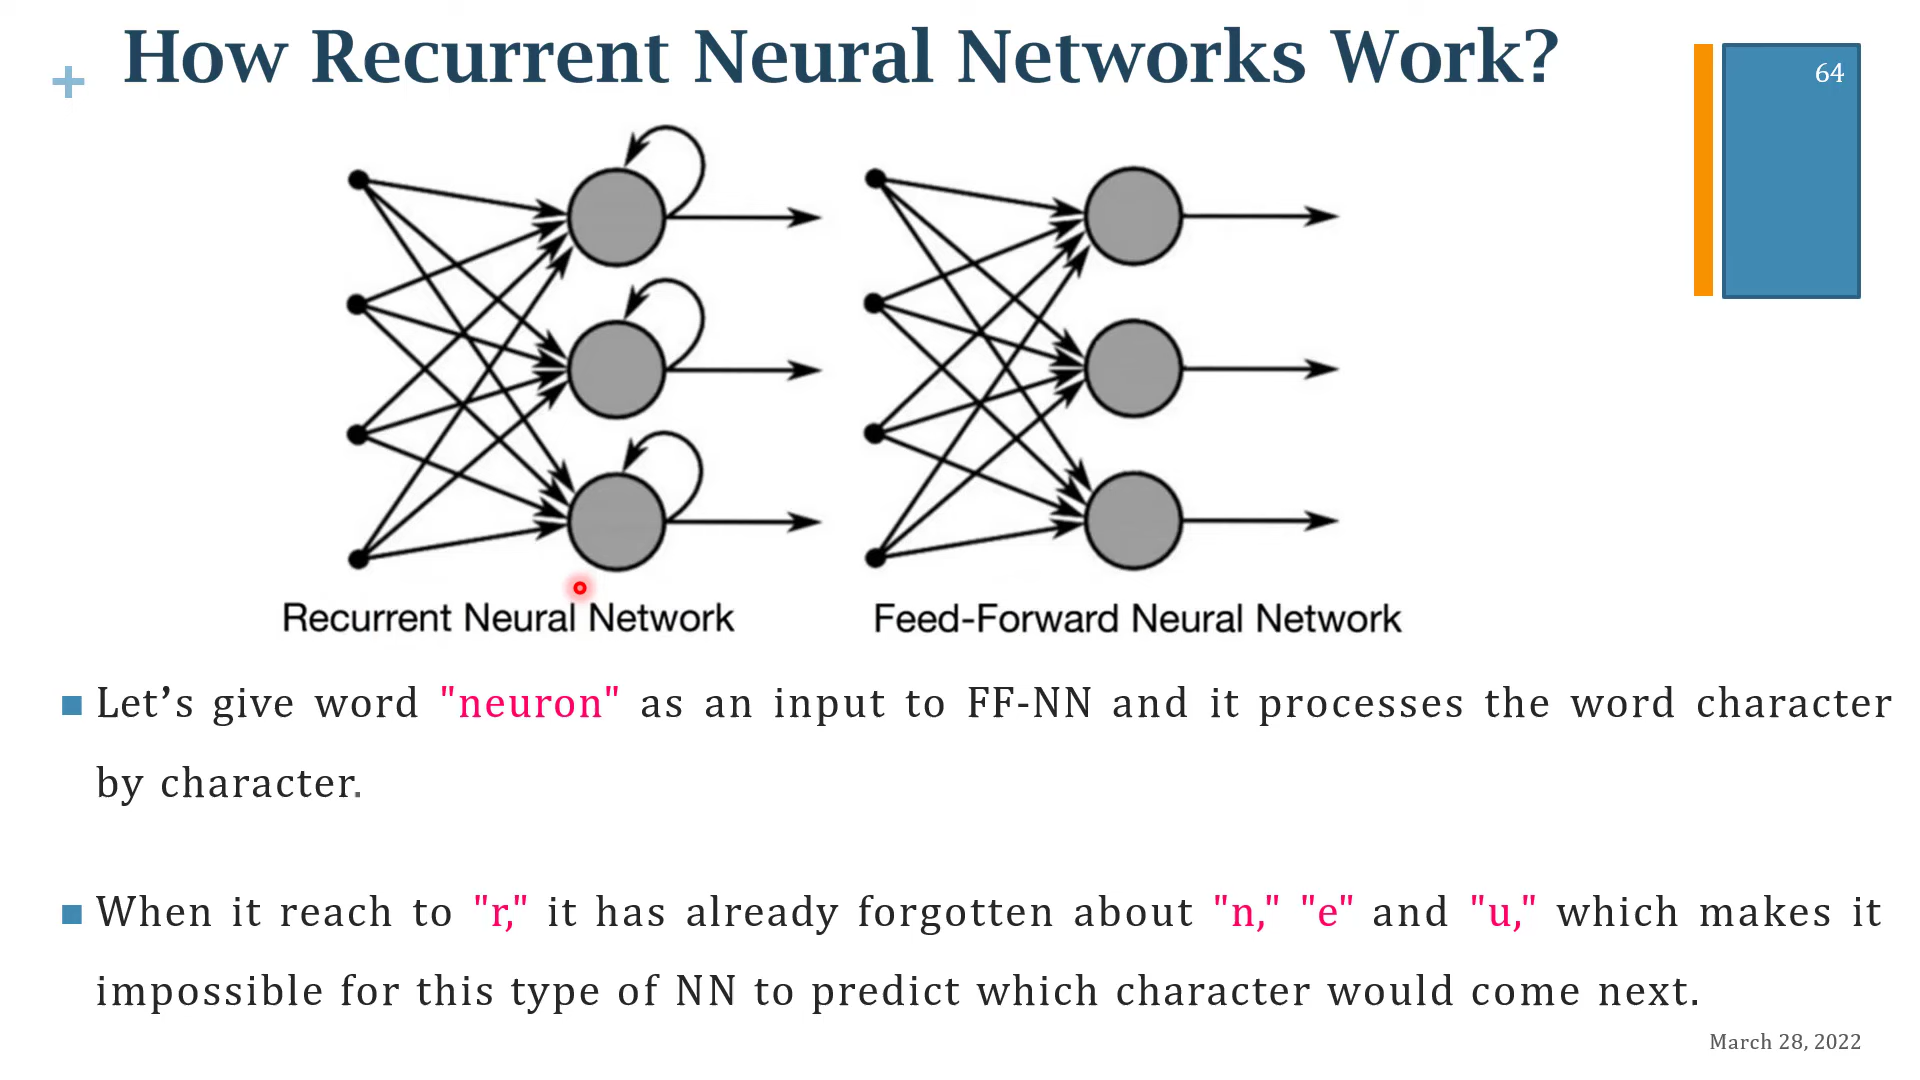 How Recurrent Neural Networks Work?
64
Recurrent Neural Network
Feed-Forward Neural Network
Let’s give word "neuron" as an input to FF-NN and it processes the word character
by character.
When it reach to "r," it has already forgotten about "n," "e" and "u," which makes it
impossible for this type of NN to predict which character would come next.
March 28, 2022